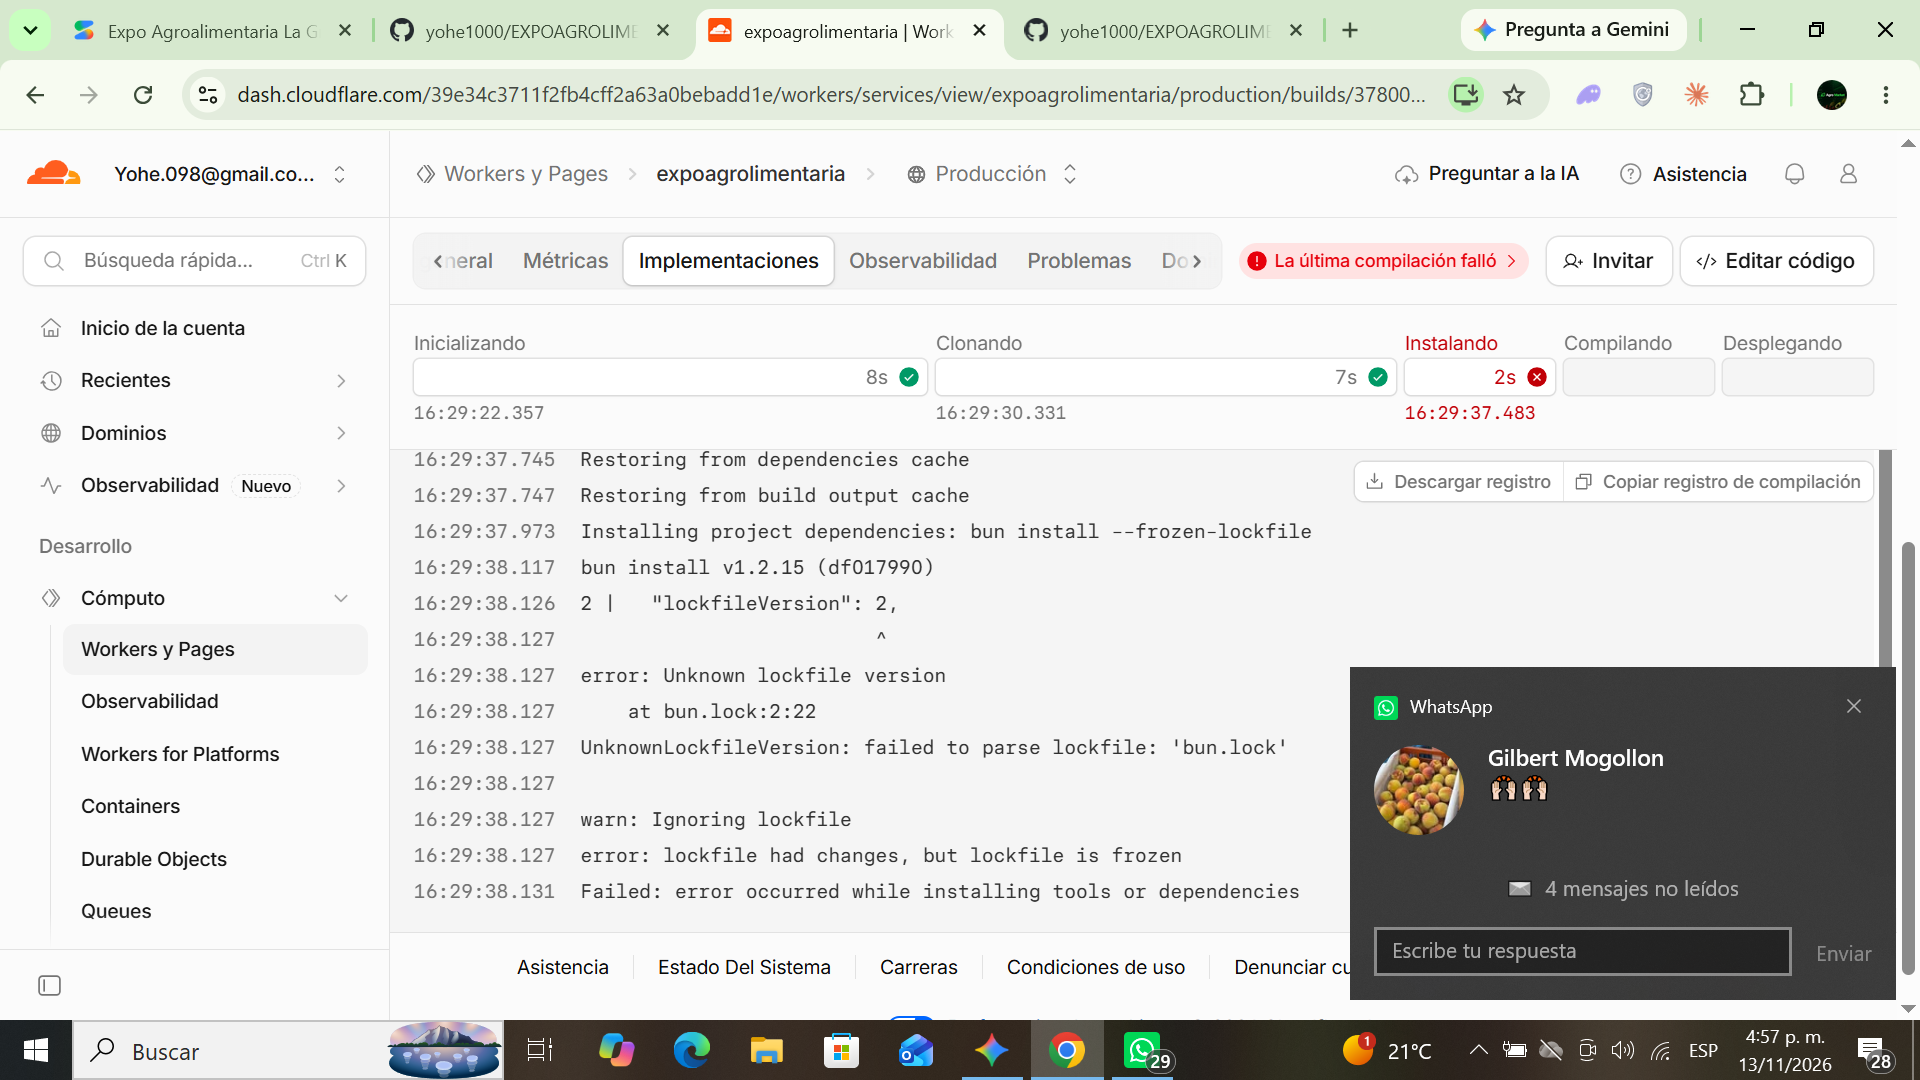 Expo Agroalimentaria La G
yohe1000/EXPOAGROLIME
expoagrolimentaria | Work
yohe1000/EXPOAGROLIME
Pregunta a Gemini
dash.cloudflare.com/39e34c3711f2fb4cff2a63a0bebadd1e/workers/services/view/expoagrolimentaria/production/builds/37800...
Yohe.098@gmail.co...
Workers y Pages
expoagrolimentaria
Producción
Preguntar a la IA
Asistencia
Búsqueda rápida...
Ctrl K
neral
Métricas
Implementaciones
Observabilidad
Problemas
Do
La última compilación falló
Invitar
Editar código
Inicio de la cuenta
Recientes
Dominios
Observabilidad
Nuevo
Desarrollo
Cómputo
Workers y Pages
Observabilidad
Workers for Platforms
Containers
Durable Objects
Queues
Inicializando
Clonando
Instalando
Compilando
Desplegando
8s
7s
2s
16:29:22.357
16:29:30.331
16:29:37.483
16:29:37.745 Restoring from dependencies cache
Descargar registro
Copiar registro de compilación
16:29:37.747 Restoring from build output cache
16:29:37.973 Installing project dependencies: bun install --frozen-lockfile
16:29:38.117 bun install v1.2.15 (df017990)
16:29:38.126 2 |   "lockfileVersion": 2,
16:29:38.127 ^
16:29:38.127 error: Unknown lockfile version
16:29:38.127     at bun.lock:2:22
16:29:38.127 UnknownLockfileVersion: failed to parse lockfile: 'bun.lock'
16:29:38.127
16:29:38.127 warn: Ignoring lockfile
16:29:38.127 error: lockfile had changes, but lockfile is frozen
16:29:38.131 Failed: error occurred while installing tools or dependencies
Asistencia
Estado Del Sistema
Carreras
Condiciones de uso
Denunciar cu
WhatsApp
Gilbert Mogollon
4 mensajes no leídos
Escribe tu respuesta
Enviar
Buscar
29
1
21°C
ESP
4:57 p. m.
13/11/2026
28